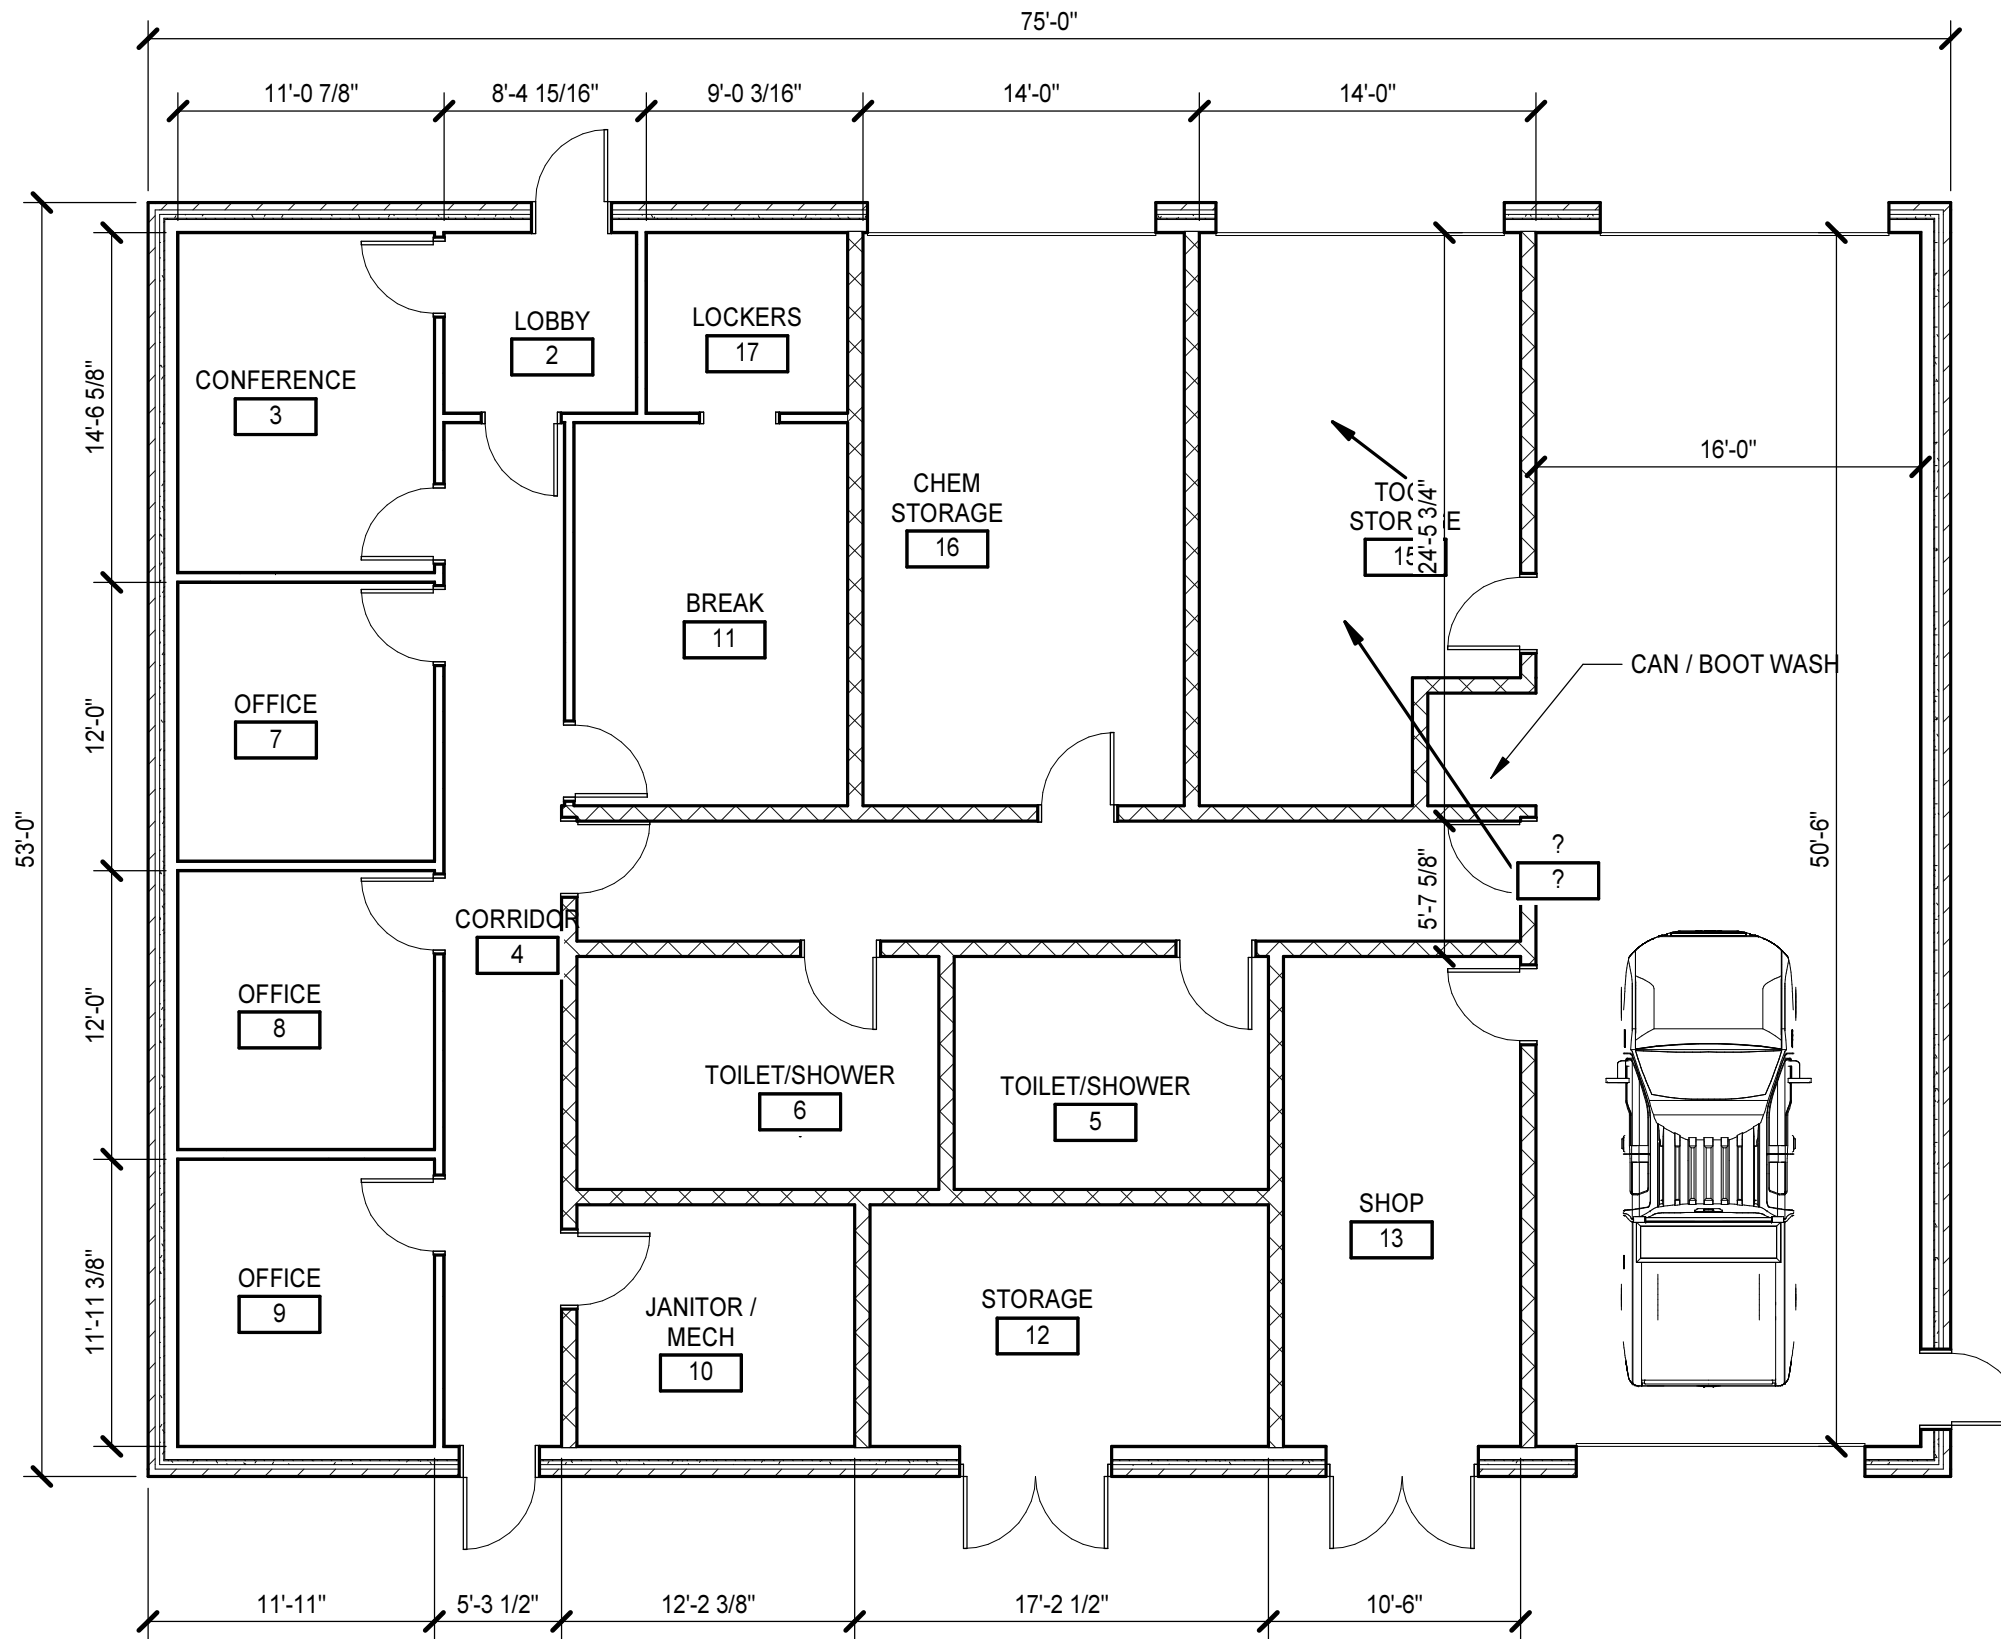 75'-0"
11'-0 7/8"
8'-4 15/16"
9'-0 3/16"
14'-0"
14'-0"
LOBBY
2
LOCKERS
17
CONFERENCE
3
14'-6 5/8"
16'-0"
CHEM
STORAGE
16
24'-5 3/4"
BREAK
11
CAN / BOOT WASH
OFFICE
7
12'-0"
53'-0"
50'-6"
?
?
5'-7 5/8"
CORRIDOR
4
OFFICE
8
12'-0"
TOILET/SHOWER
6
TOILET/SHOWER
5
SHOP
13
OFFICE
9
11'-11 3/8"
JANITOR /
MECH
10
STORAGE
12
11'-11"
5'-3 1/2"
12'-2 3/8"
17'-2 1/2"
10'-6"